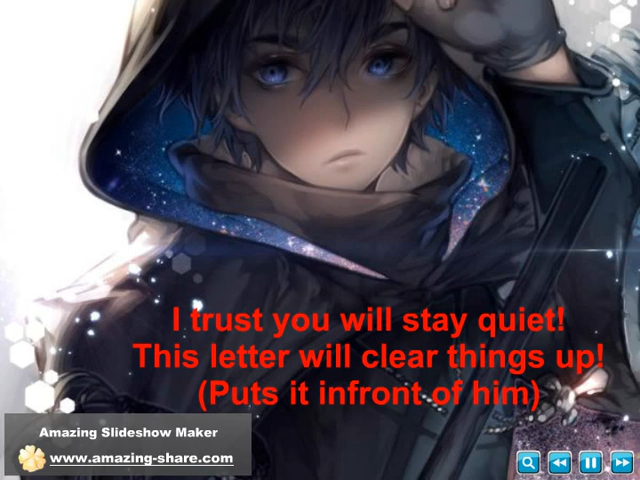 I trust you will stay quiet!
This letter will clear things up!
(Puts it infront of him)
Amazing Slideshow Maker
www.amazing-share.com